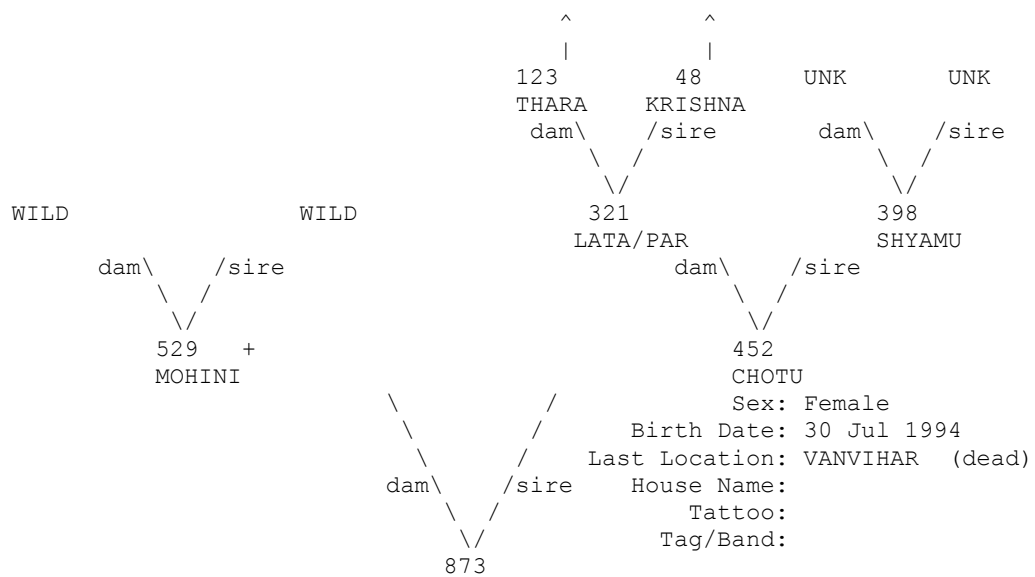 ^ ^
| |
123 48 UNK UNK
THARA KRISHNA
dam\ /sire dam\ /sire
\ / \ /
\/ \/
WILD WILD 321 398
LATA/PAR SHYAMU
dam\ /sire dam\ /sire
\ / \ /
\/ \/
529 + 452
MOHINI CHOTU
\ / Sex: Female
\ / Birth Date: 30 Jul 1994
\ / Last Location: VANVIHAR (dead)
dam\ /sire House Name:
\ / Tattoo:
\/ Tag/Band:
873